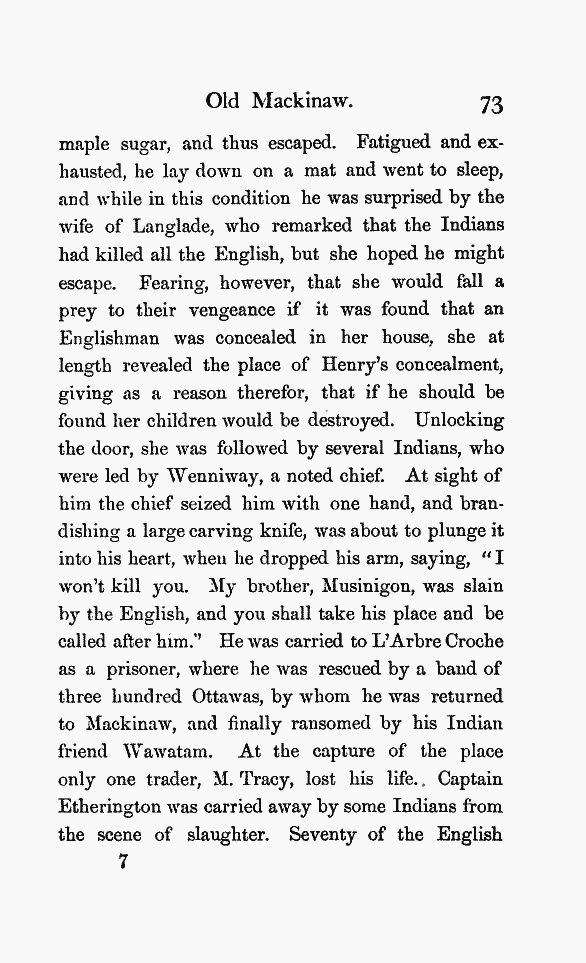 Old Mackinaw. 73
maple sugar, and thus escaped. Fatigued and ex-
hausted, he lay down on a mat and went to sleep,
and while in this condition he was surprised by the
wife of Langlade, who remarked that the Indians
had killed all the English, but she hoped he might
escape. Fearing, however, that she would fall a
prey to their vengeance if it was found that an
Englishman was concealed in her house, she at
length revealed the place of Henry's concealment,
giving as a reason therefor, that if he should be
found her children would be destroyed. Unlocking
the door, she was followed by several Indians, who
were led by Wenniway, a noted chief. At sight of
him the chief seized him with one hand, and bran-
dishing a large carving knife, was about to plunge it
into his heart, when he dropped his arm, saying, "I
won't kill you. My brother, Musinigon, was slain
by the English, and you shall take his place and be
called after him." He was carried to L'Arbre Croche
as a prisoner, where he was rescued by a band of
three hundred Ottawas, by whom he was returned
to Mackinaw, and finally ransomed by his Indian
friend Wawatam. At the capture of the place
only one trader, M. Tracy, lost his life. Captain
Etherington was carried away by some Indians from
the scene of slaughter. Seventy of the English
7